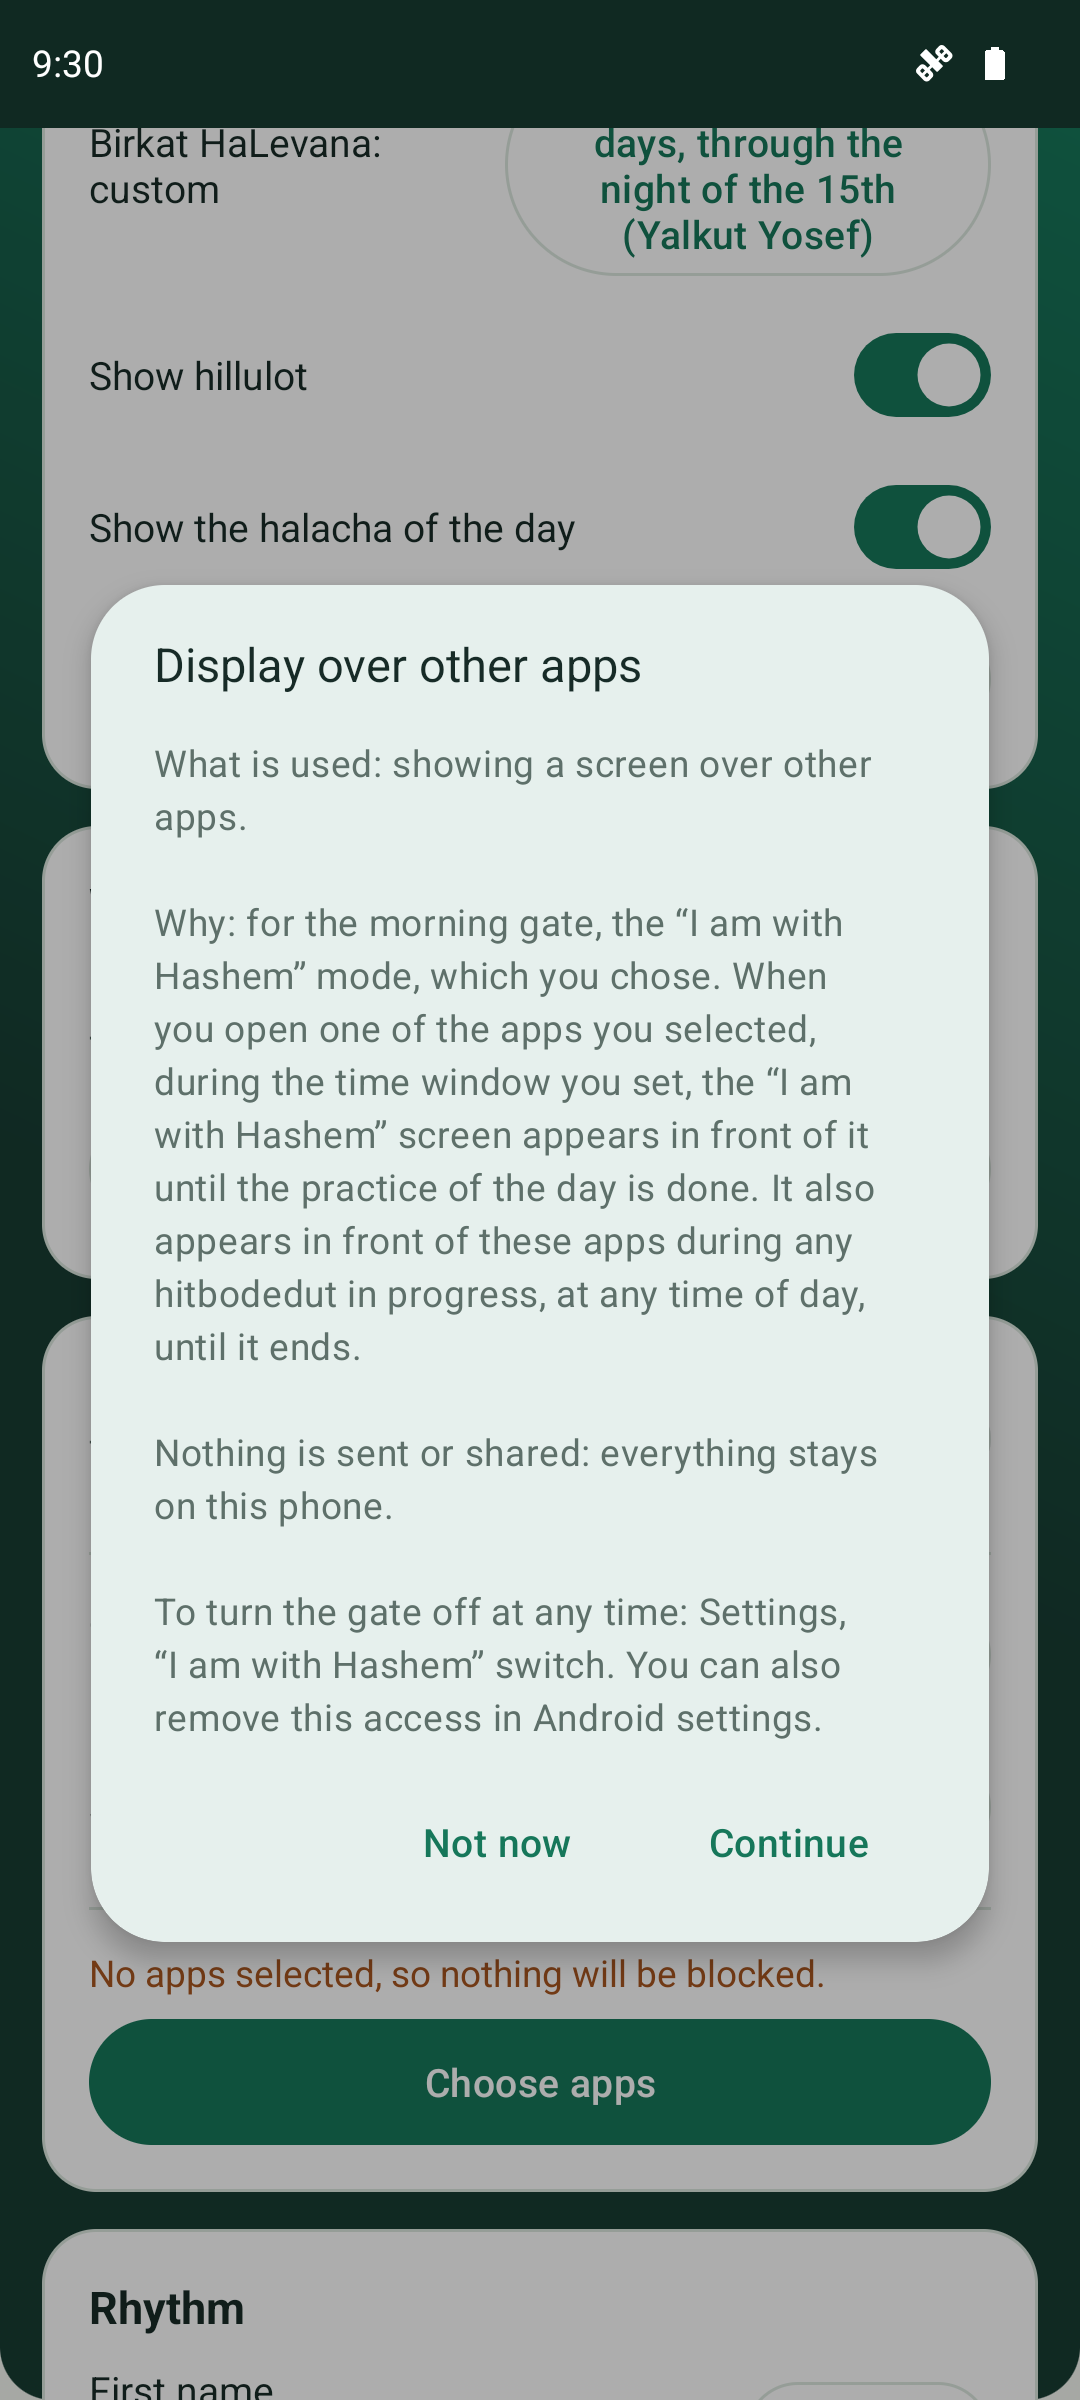 9:30
Birkat HaLevana:
custom
days, through the
night of the 15th
(Yalkut Yosef)
Show hillulot
Show the halacha of the day
Display over other apps
What is used: showing a screen over other
apps.
Why: for the morning gate, the “I am with
Hashem” mode, which you chose. When
you open one of the apps you selected,
during the time window you set, the “I am
with Hashem” screen appears in front of it
until the practice of the day is done. It also
appears in front of these apps during any
hitbodedut in progress, at any time of day,
until it ends.
Nothing is sent or shared: everything stays
on this phone.
To turn the gate off at any time: Settings,
“I am with Hashem” switch. You can also
remove this access in Android settings.
Not now
Continue
No apps selected, so nothing will be blocked.
Choose apps
Rhythm
First name